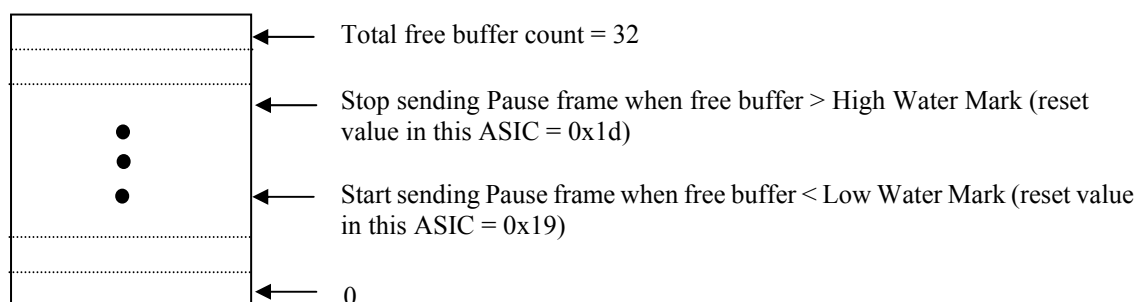 Total free buffer count = 32
Stop sending Pause frame when free buffer > High Water Mark (reset
value in this ASIC = 0x1d)
Start sending Pause frame when free buffer < Low Water Mark (reset value
in this ASIC = 0x19)
0